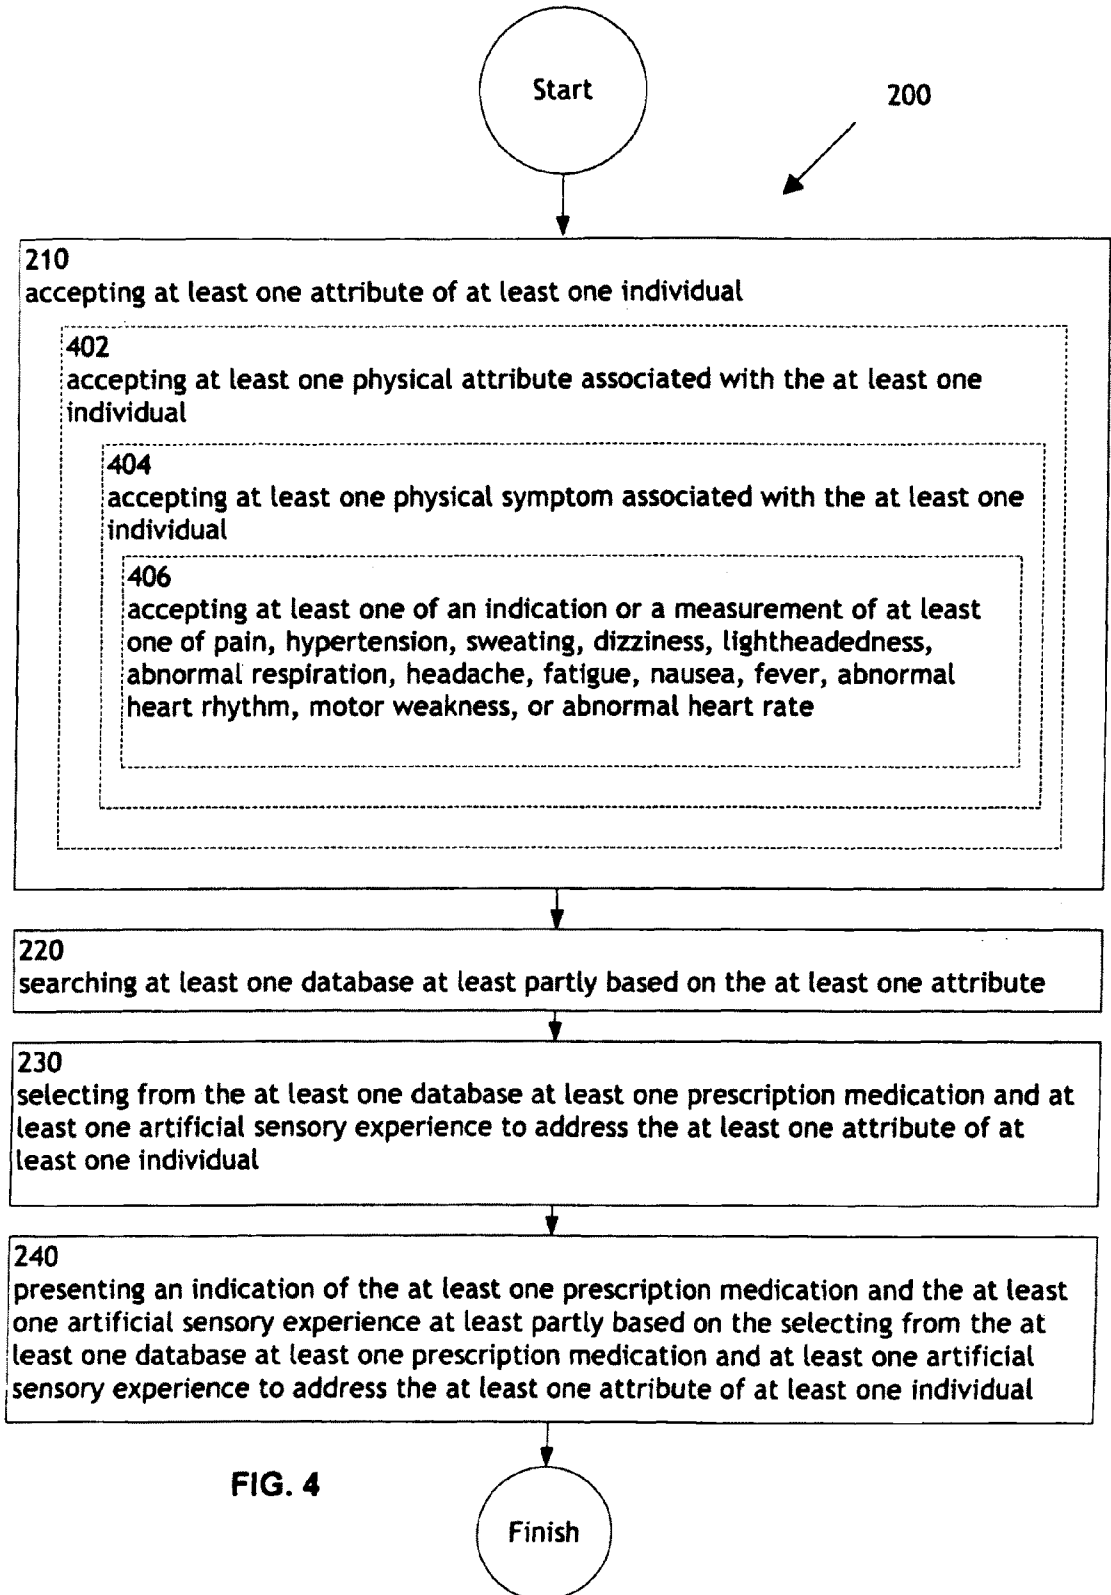 Start
200
210
accepting at least one attribute of at least one individual
402
accepting at least one physical attribute associated with the at least one
individual
404
accepting at least one physical symptom associated with the at least one
individual
406
accepting at least one of an indication or a measurement of at least
one of pain, hypertension, sweating, dizziness, lightheadedness,
abnormal respiration, headache, fatigue, nausea, fever, abnormal
heart rhythm, motor weakness, or abnormal heart rate
220
searching at least one database at least partly based on the at least one attribute
230
selecting from the at least one database at least one prescription medication and at
least one artificial sensory experience to address the at least one attribute of at
least one individual
240
presenting an indication of the at least one prescription medication and the at least
one artificial sensory experience at least partly based on the selecting from the at
least one database at least one prescription medication and at least one artificial
sensory experience to address the at least one attribute of at least one individual
FIG. 4
Finish